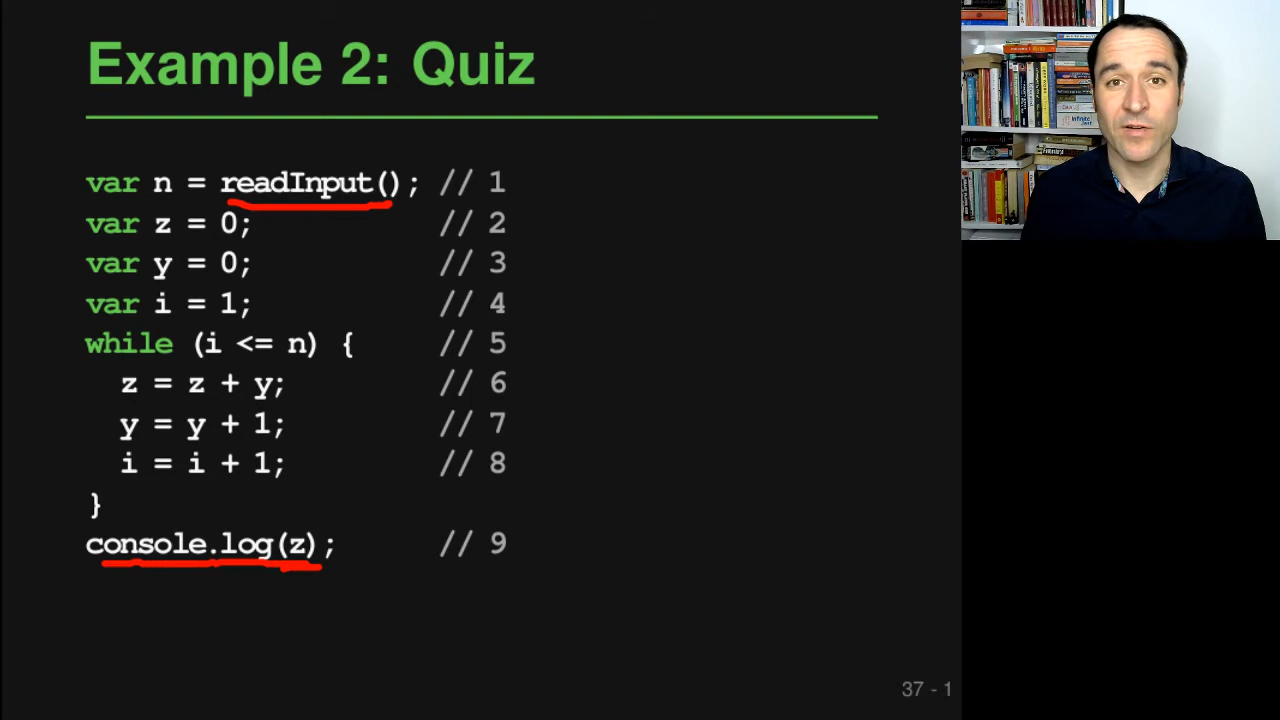 Example 2: Quiz
var n = readInput(); // 1
var z = 0; // 2
var y = 0; // 3
var i = 1; // 4
while (i <= n) { // 5
z = z + y; // 6
y = y + 1; // 7
i = i + 1; // 8
}
console.log(z); // 9
37 - 1
Infinite